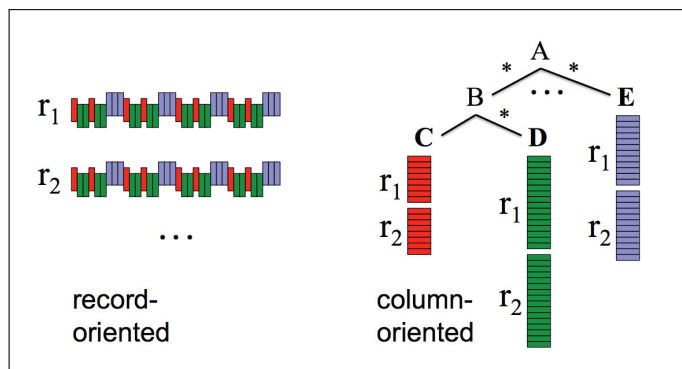 r1
r2
...
record-
oriented
A
* *
B ... E
*
C D
r1
r2
r1
r2
r1
r2
column-
oriented